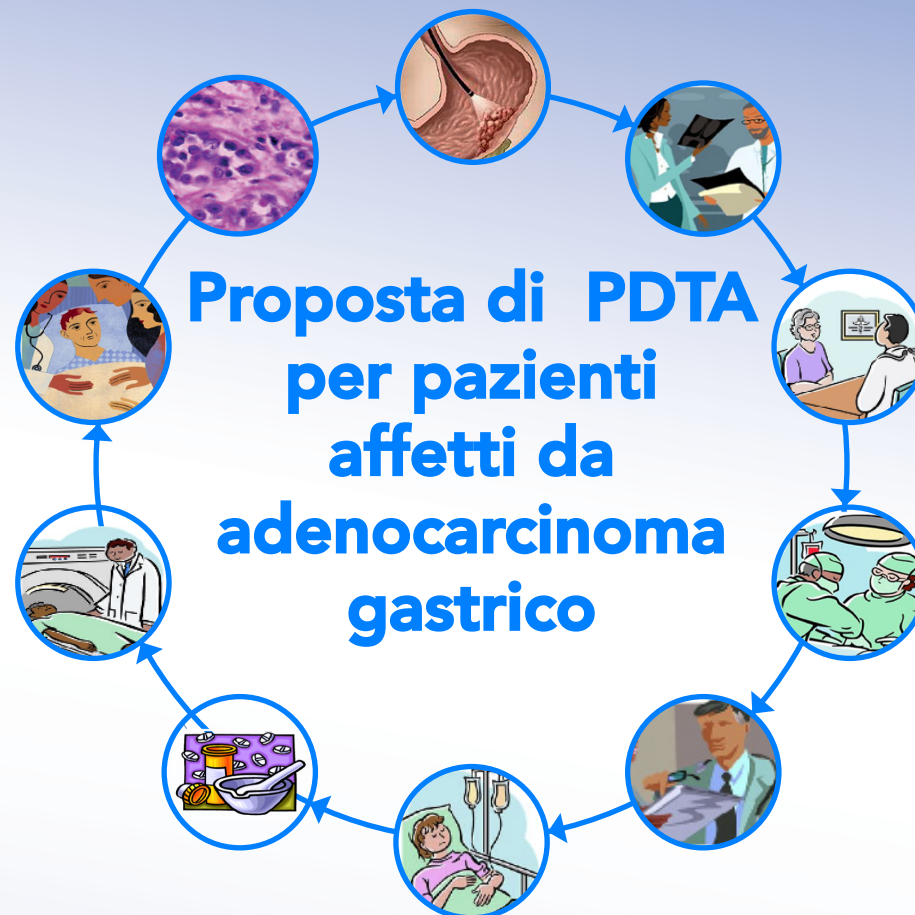 Proposta di PDTA
per pazienti
affetti da
adenocarcinoma
gastrico